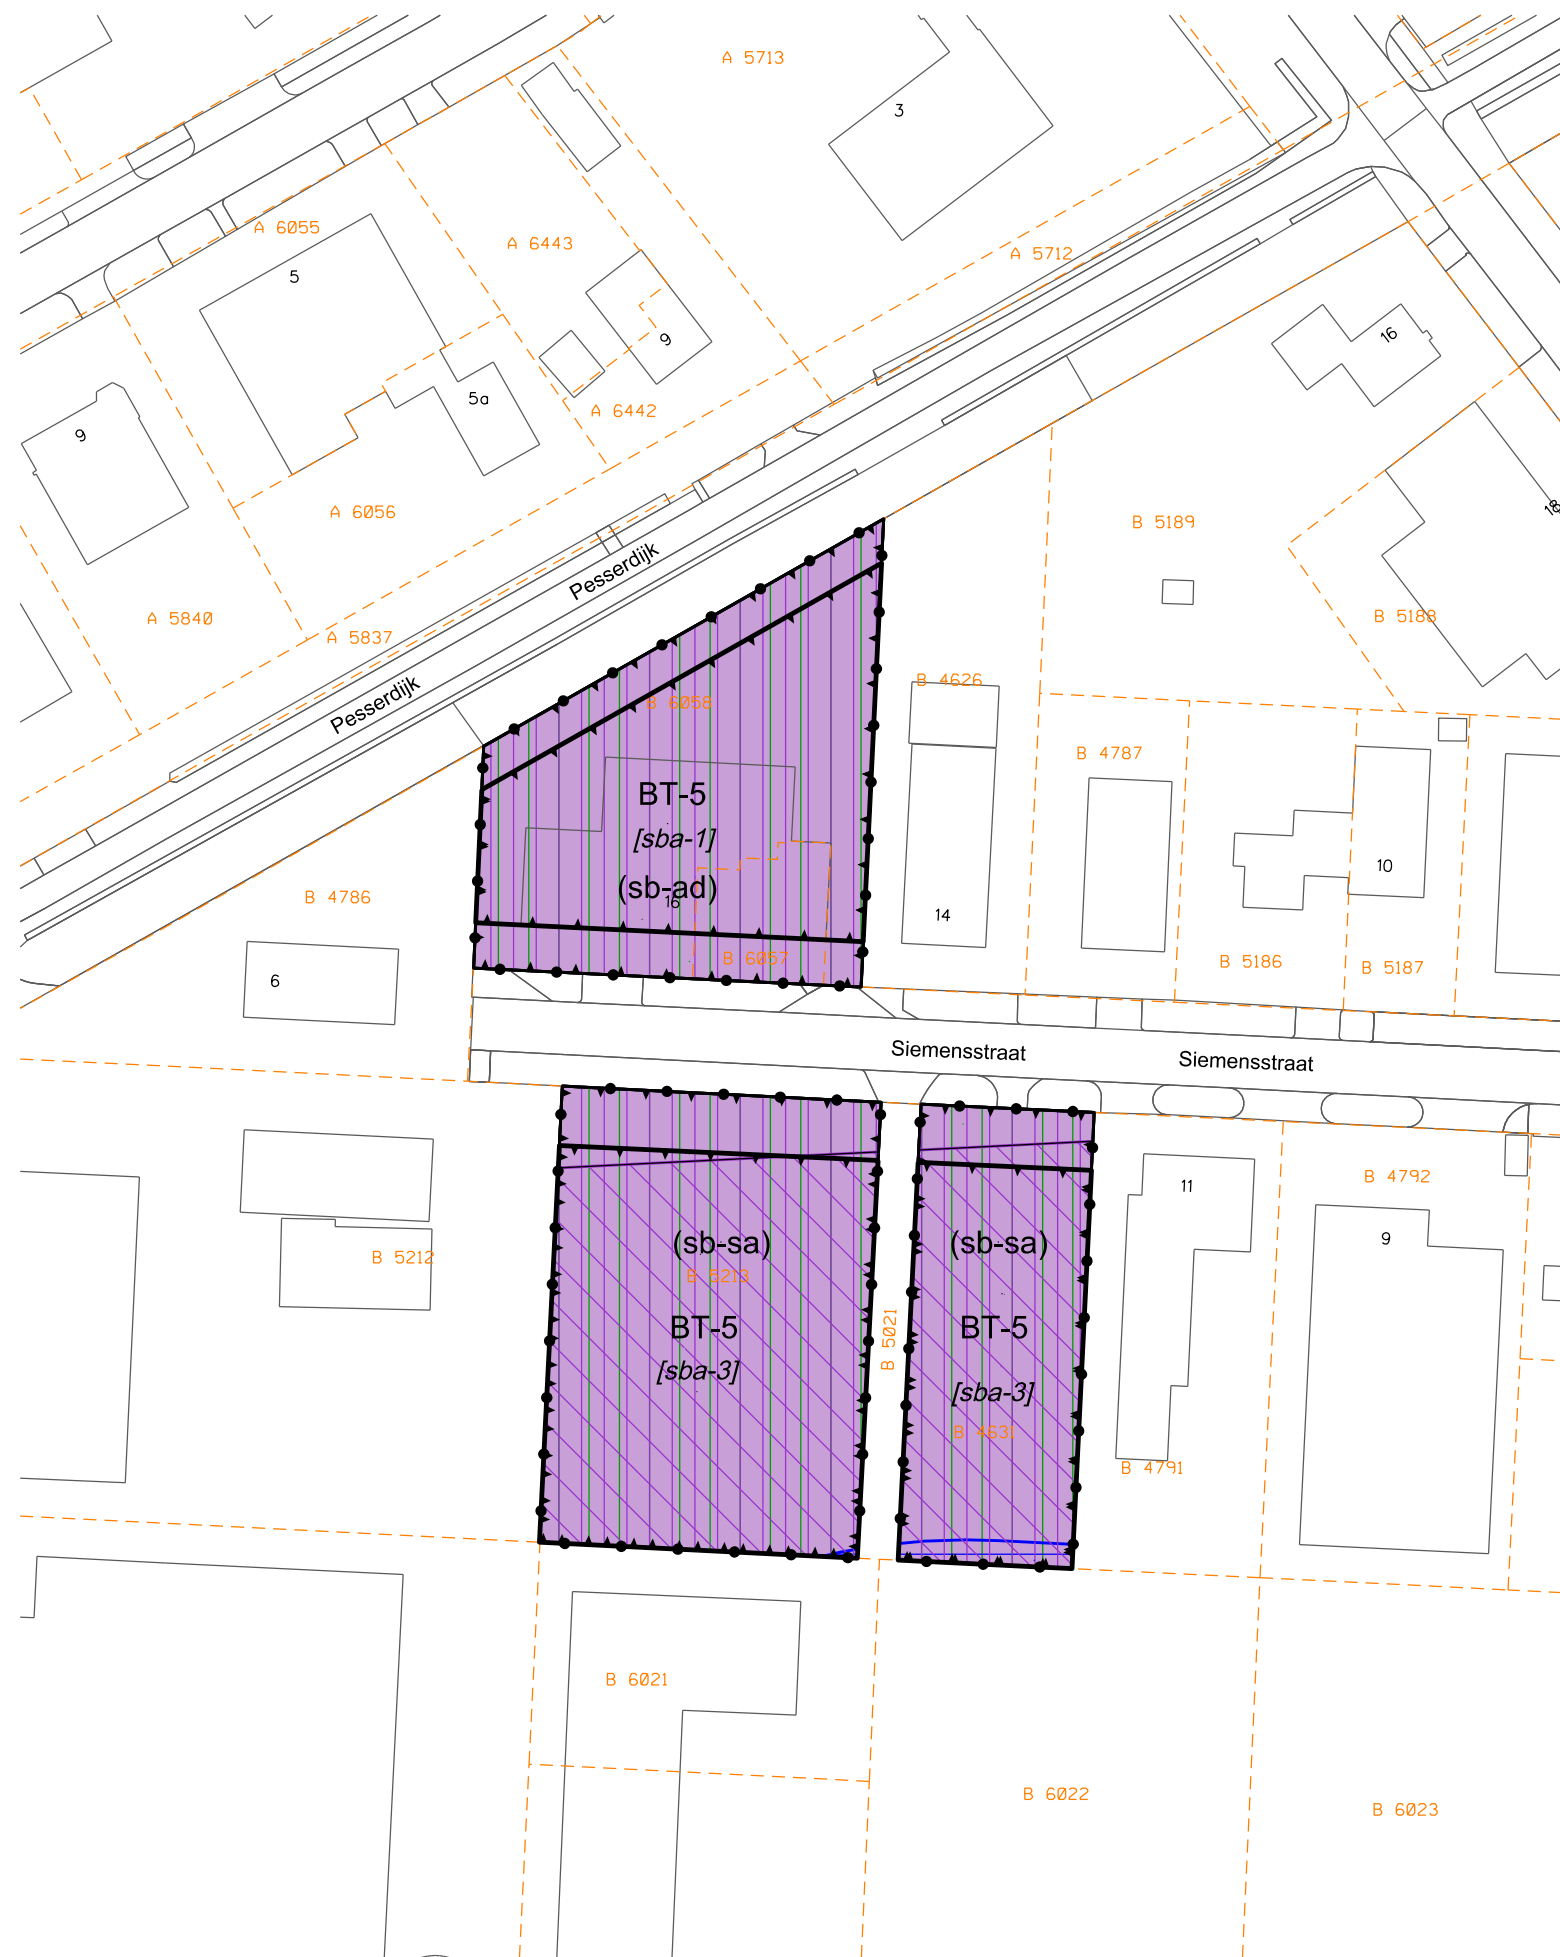 A 5713
3
A 6055
A 6443
A 5712
5
9
16
5a
A 6442
9
18
A 6056
B 5189
Pesserdijk
A 5840
B 5188
A 5837
B 4626
Pesserdijk
B 6058
B 4787
BT-5
[sba-1]
10
(sb-ad)
B 4786
16
14
B 6057
B 5186
B 5187
6
Siemensstraat
Siemensstraat
11
B 4792
(sb-sa)
(sb-sa)
9
B 5212
B 5213
BT-5
BT-5
B 5021
[sba-3]
[sba-3]
B 4631
B 4791
B 6021
B 6022
B 6023